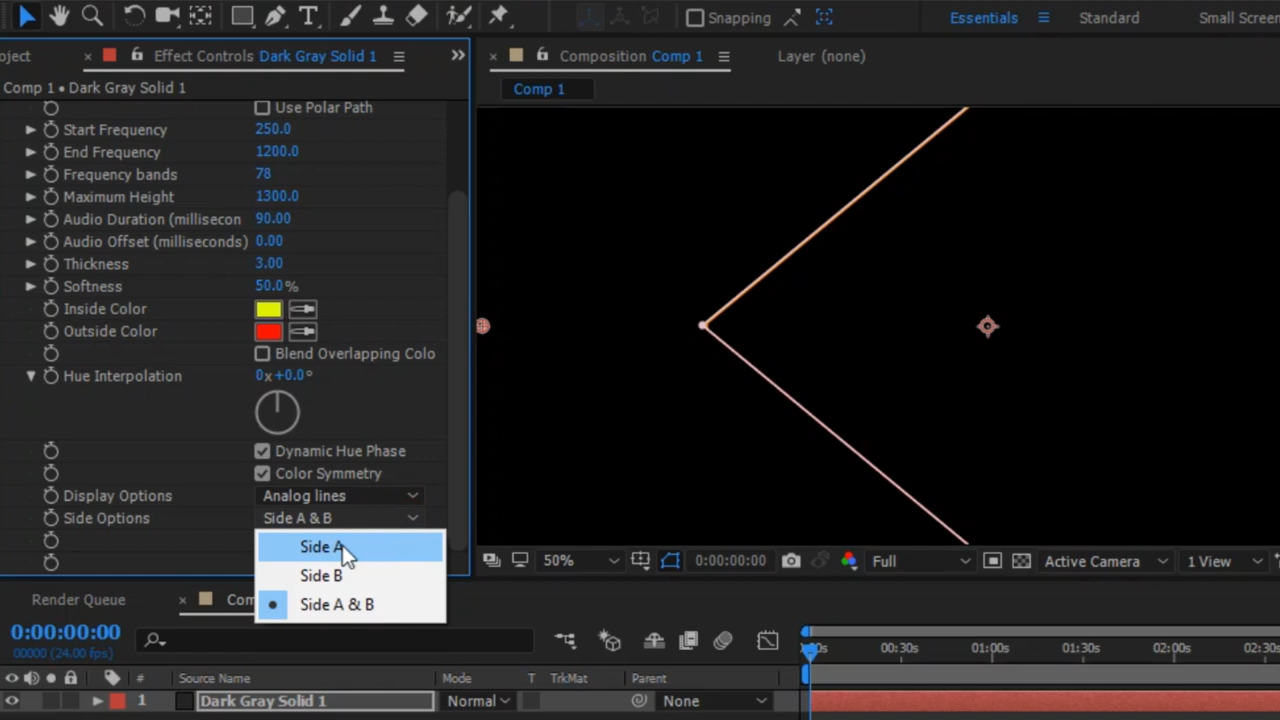 Snapping
Essentials
Standard
Small Screen
oject
Effect Controls Dark Gray Solid 1
Composition Comp 1
Layer (none)
Comp 1 • Dark Gray Solid 1
Comp 1
Use Polar Path
Start Frequency 250.0
End Frequency 1200.0
Frequency bands 78
Maximum Height 1300.0
Audio Duration (millisecon 90.00
Audio Offset (milliseconds) 0.00
Thickness 3.00
Softness 50.0%
Inside Color
Outside Color
Blend Overlapping Colo
Hue Interpolation 0x+0.0°
Dynamic Hue Phase
Color Symmetry
Display Options Analog lines
Side Options Side A & B
Side A
Side B
Side A & B
50%
0:00:00:00
Full
Active Camera
1 View
Render Queue
Com
0:00:00:00
00000 (24.00 fps)
00:30s
01:00s
01:30s
02:00s
02:30s
Source Name
Mode
T
TrkMat
Parent
1
Dark Gray Solid 1
Normal
None